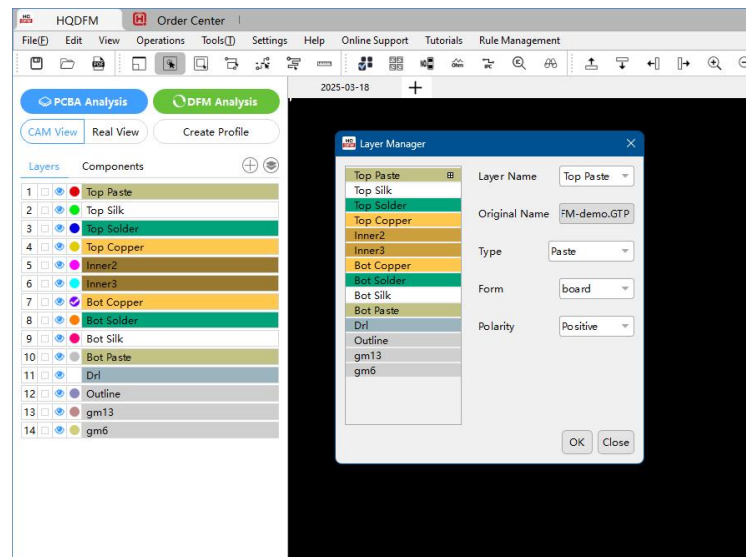 HQ DFM HQDFM H Order Center
File(F) Edit View Operations Tools(T) Settings Help Online Support Tutorials Rule Management
2025-03-18 +
PCBA Analysis DFM Analysis
CAM View Real View Create Profile
Layers Components
1 Top Paste
2 Top Silk
3 Top Solder
4 Top Copper
5 Inner2
6 Inner3
7 Bot Copper
8 Bot Solder
9 Bot Silk
10 Bot Paste
11 Drl
12 Outline
13 gm13
14 gm6
Layer Manager
Top Paste
Top Silk
Top Solder
Top Copper
Inner2
Inner3
Bot Copper
Bot Solder
Bot Silk
Bot Paste
Drl
Outline
gm13
gm6
Layer Name Top Paste
Original Name FM-demo.GTP
Type Paste
Form board
Polarity Positive
OK Close